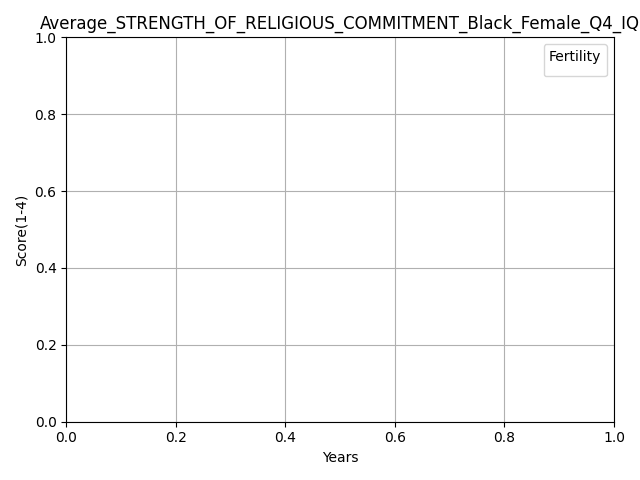 Average_STRENGTH_OF_RELIGIOUS_COMMITMENT_Black_Female_Q4_IQ
Fertility
Score(1-4)
1.0
0.8
0.6
0.4
0.2
0.0
0.0 0.2 0.4 0.6 0.8 1.0
Years